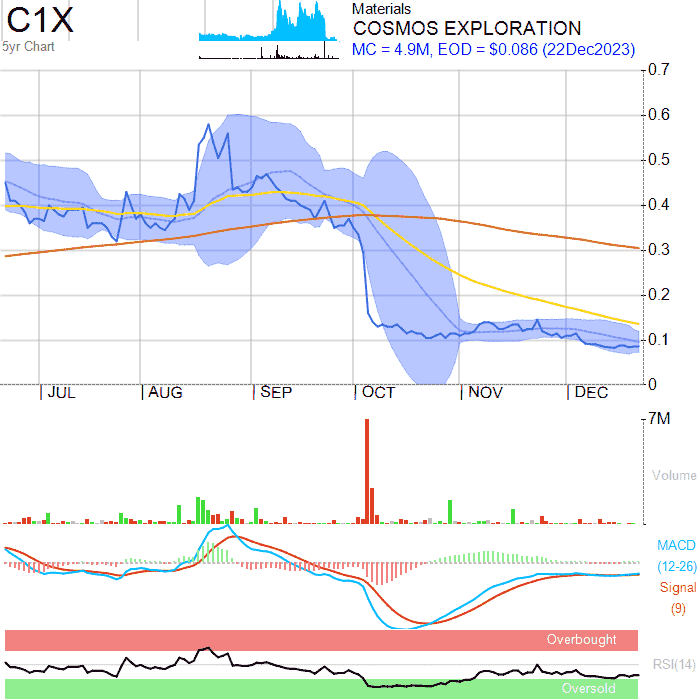 C1X
5yr Chart
Materials
COSMOS EXPLORATION
MC = 4.9M, EOD = $0.086 (22Dec2023)
0.7
0.6
0.5
0.4
0.3
0.2
0.1
0
JUL AUG SEP OCT NOV DEC
7M
Volume
MACD
(12-26)
Signal
(9)
Overbought
RSI(14)
Oversold